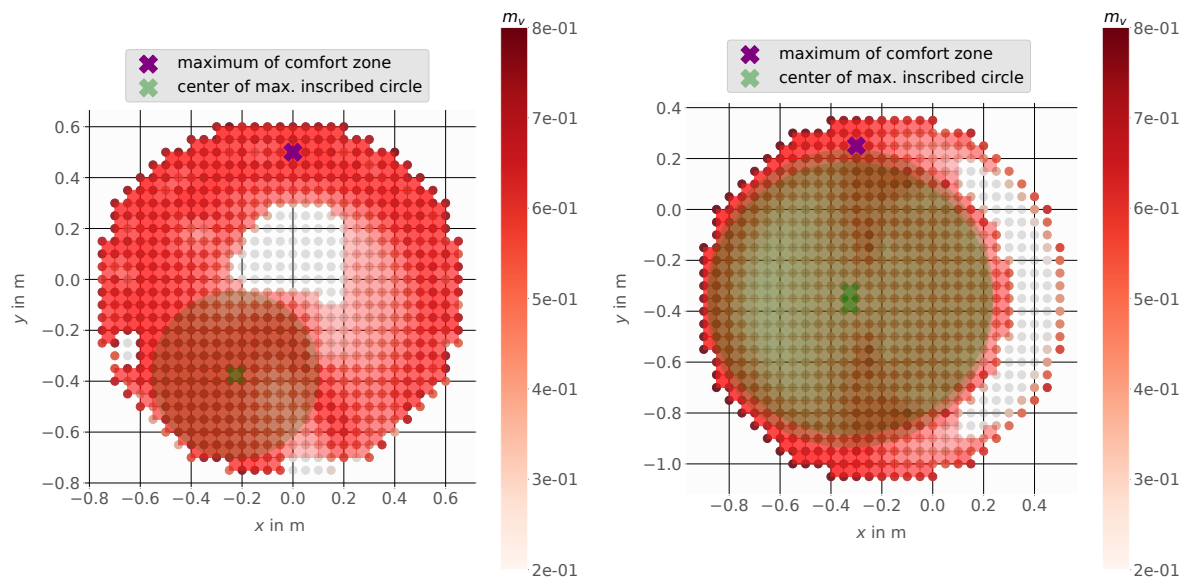 maximum of comfort zone
center of max. inscribed circle
m_v
8e-01
7e-01
6e-01
5e-01
4e-01
3e-01
2e-01
0.6
0.4
0.2
0.0
−0.2
−0.4
−0.6
−0.8
y in m
−0.8 −0.6 −0.4 −0.2 0.0 0.2 0.4 0.6
x in m
maximum of comfort zone
center of max. inscribed circle
m_v
8e-01
7e-01
6e-01
5e-01
4e-01
3e-01
2e-01
0.4
0.2
0.0
−0.2
−0.4
−0.6
−0.8
−1.0
y in m
−0.8 −0.6 −0.4 −0.2 0.0 0.2 0.4
x in m